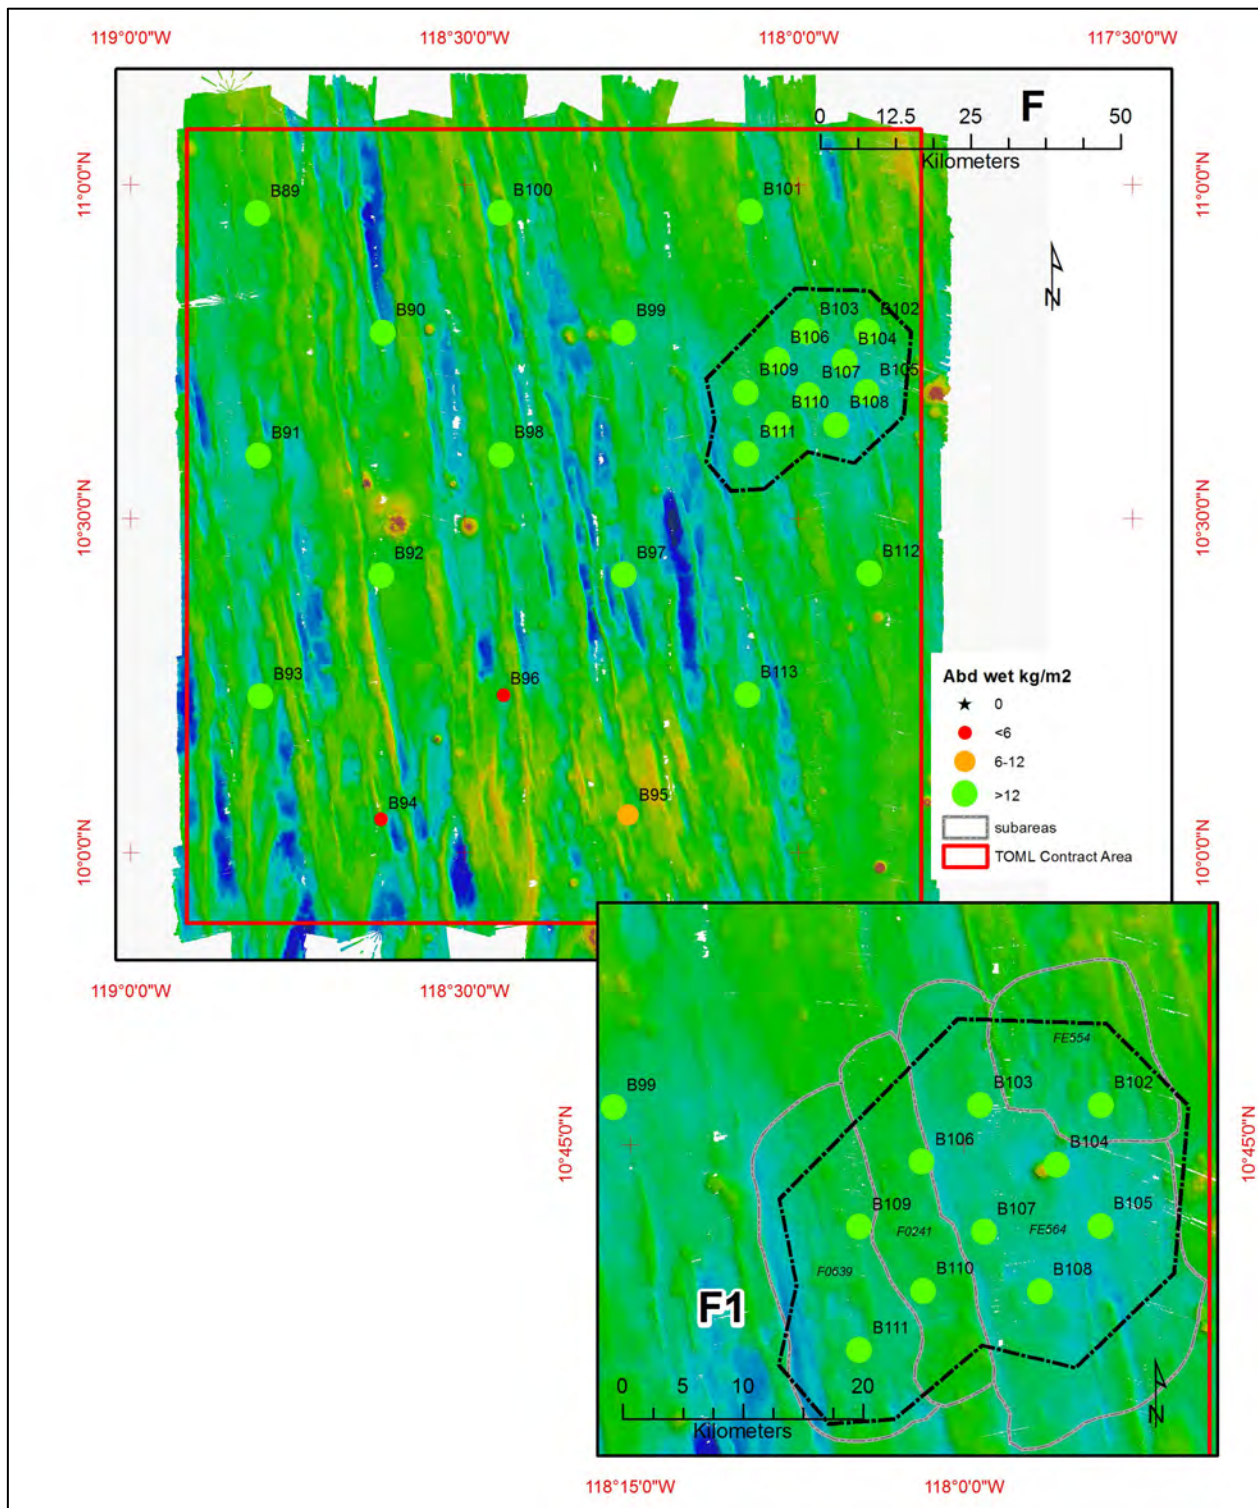 119°0'0"W
118°30'0"W
118°0'0"W
117°30'0"W
F
0
12.5
25
50
Kilometers
11°0'0"N
11°0'0"N
N
B89
B100
B101
B90
B99
B103
B102
B106
B104
B109
B107
B105
B110
B108
B111
B91
B98
10°30'0"N
10°30'0"N
B92
B97
B112
B93
B96
B113
B94
B95
10°0'0"N
10°0'0"N
Abd wet kg/m2
0
<6
6-12
>12
subareas
TOML Contract Area
119°0'0"W
118°30'0"W
FE554
B99
B103
B102
10°45'0"N
10°45'0"N
B106
B104
B109
B107
B105
F0241
FE564
F0639
B110
B108
F1
B111
0
5
10
20
Kilometers
N
118°15'0"W
118°0'0"W